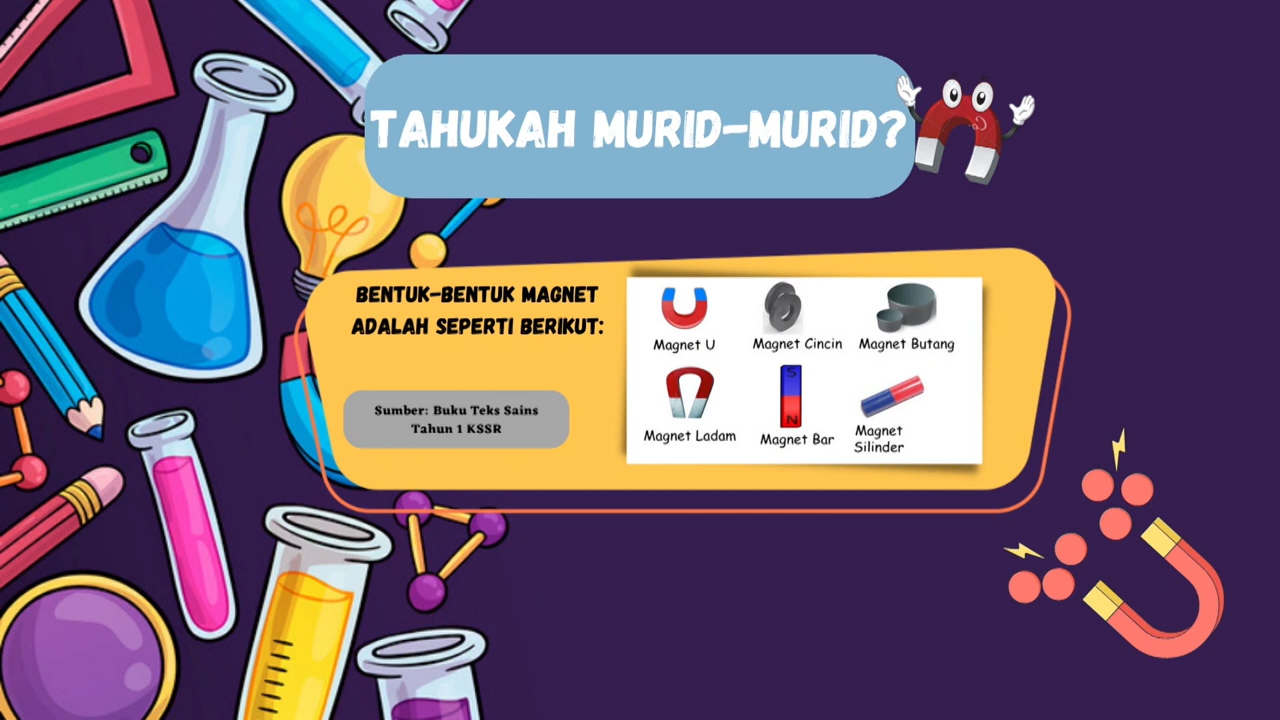 TAHUKAH MURID-MURID?
BENTUK-BENTUK MAGNET
ADALAH SEPERTI BERIKUT:
Sumber: Buku Teks Sains
Tahun 1 KSSR
Magnet U
Magnet Cincin
Magnet Butang
S
N
Magnet Ladam
Magnet Bar
Magnet
Silinder